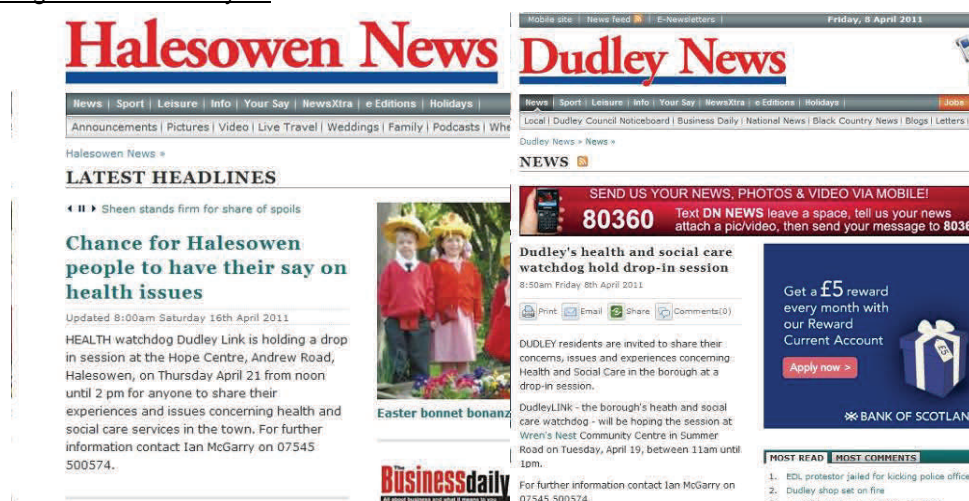 Halesowen News
News | Sport | Leisure | Info | Your Say | NewsXtra | e Editions | Holidays |
Announcements | Pictures | Video | Live Travel | Weddings | Family | Podcasts |
Halesowen News »
LATEST HEADLINES
Sheen stands firm for share of spoils
Chance for Halesowen
people to have their say on
health issues
Updated 8:00am Saturday 16th April 2011
HEALTH watchdog Dudley Link is holding a drop
in session at the Hope Centre, Andrew Road,
Halesowen, on Thursday April 21 from noon
until 2 pm for anyone to share their
experiences and issues concerning health and
social care services in the town. For further
information contact Ian McGarry on 07545
500574.
Easter bonnet bonanz
The
Businessdaily
All about business and what it means to you
Mobile site | News feed | E-Newsletters |
Friday, 8 April 2011
Dudley News
News | Sport | Leisure | Info | Your Say | NewsXtra | e Editions | Holidays |
Jobs
Local | Dudley Council Noticeboard | Business Daily | National News | Black Country News | Blogs | Letters
Dudley News » News »
NEWS
SEND US YOUR NEWS, PHOTOS & VIDEO VIA MOBILE!
80360
Text DN NEWS leave a space, tell us your news
attach a pic/video, then send your message to 8036
Dudley's health and social care
watchdog hold drop-in session
8:50am Friday 8th April 2011
Print Email Share Comments(0)
DUDLEY residents are invited to share their
concerns, issues and experiences concerning
Health and Social Care in the borough at a
drop-in session.
DudleyLINk - the borough's heath and social
care watchdog - will be hoping the session at
Wren's Nest Community Centre in Summer
Road on Tuesday, April 19, between 11am until
1pm.
For further information contact Ian McGarry on
07545 500574.
Get a £5 reward
every month with
our Reward
Current Account
Apply now >
BANK OF SCOTLAN
MOST READ MOST COMMENTS
1. EDL protestor jailed for kicking police office
2. Dudley shop set on fire